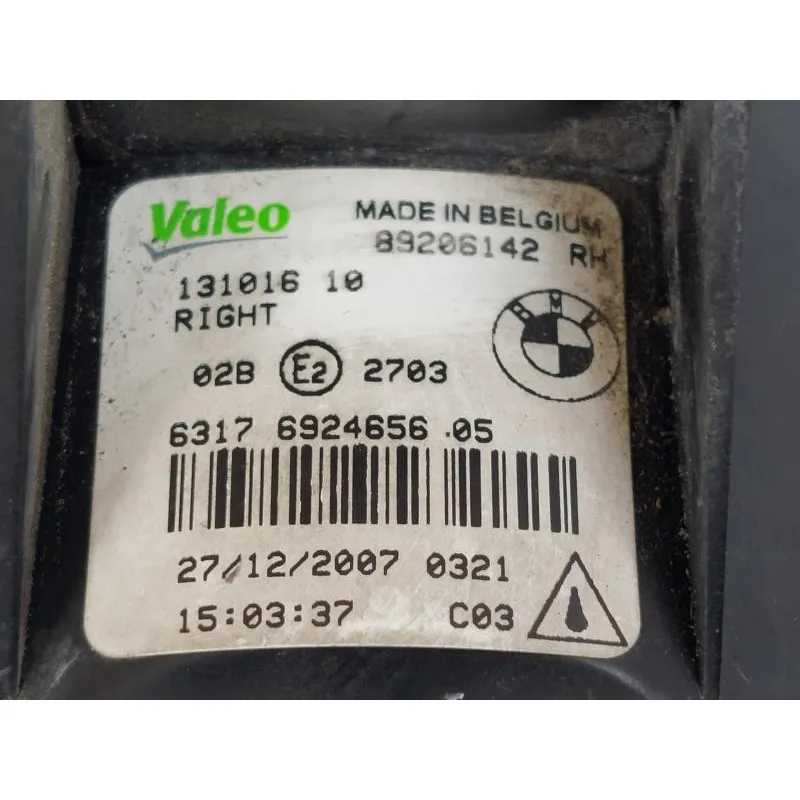 Valeo MADE IN BELGIUM
89206142 RH
131016 10
RIGHT
BMW
02B E2 2703
6317 6924656 .05
27/12/2007 0321
15:03:37 C03